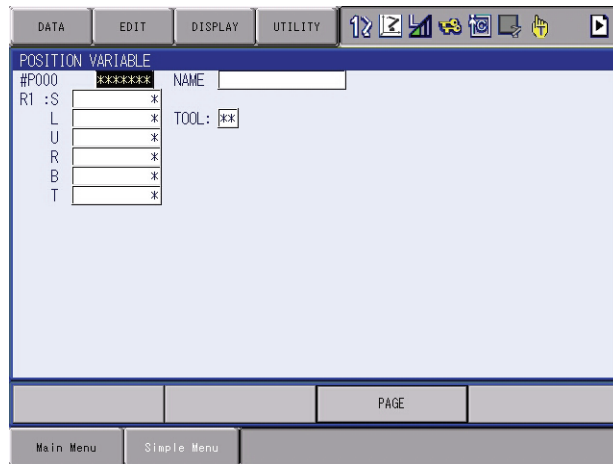 DATA EDIT DISPLAY UTILITY
POSITION VARIABLE
#P000 ******* NAME
R1 :S *
L * TOOL: **
U *
R *
B *
T *
PAGE
Main Menu Simple Menu